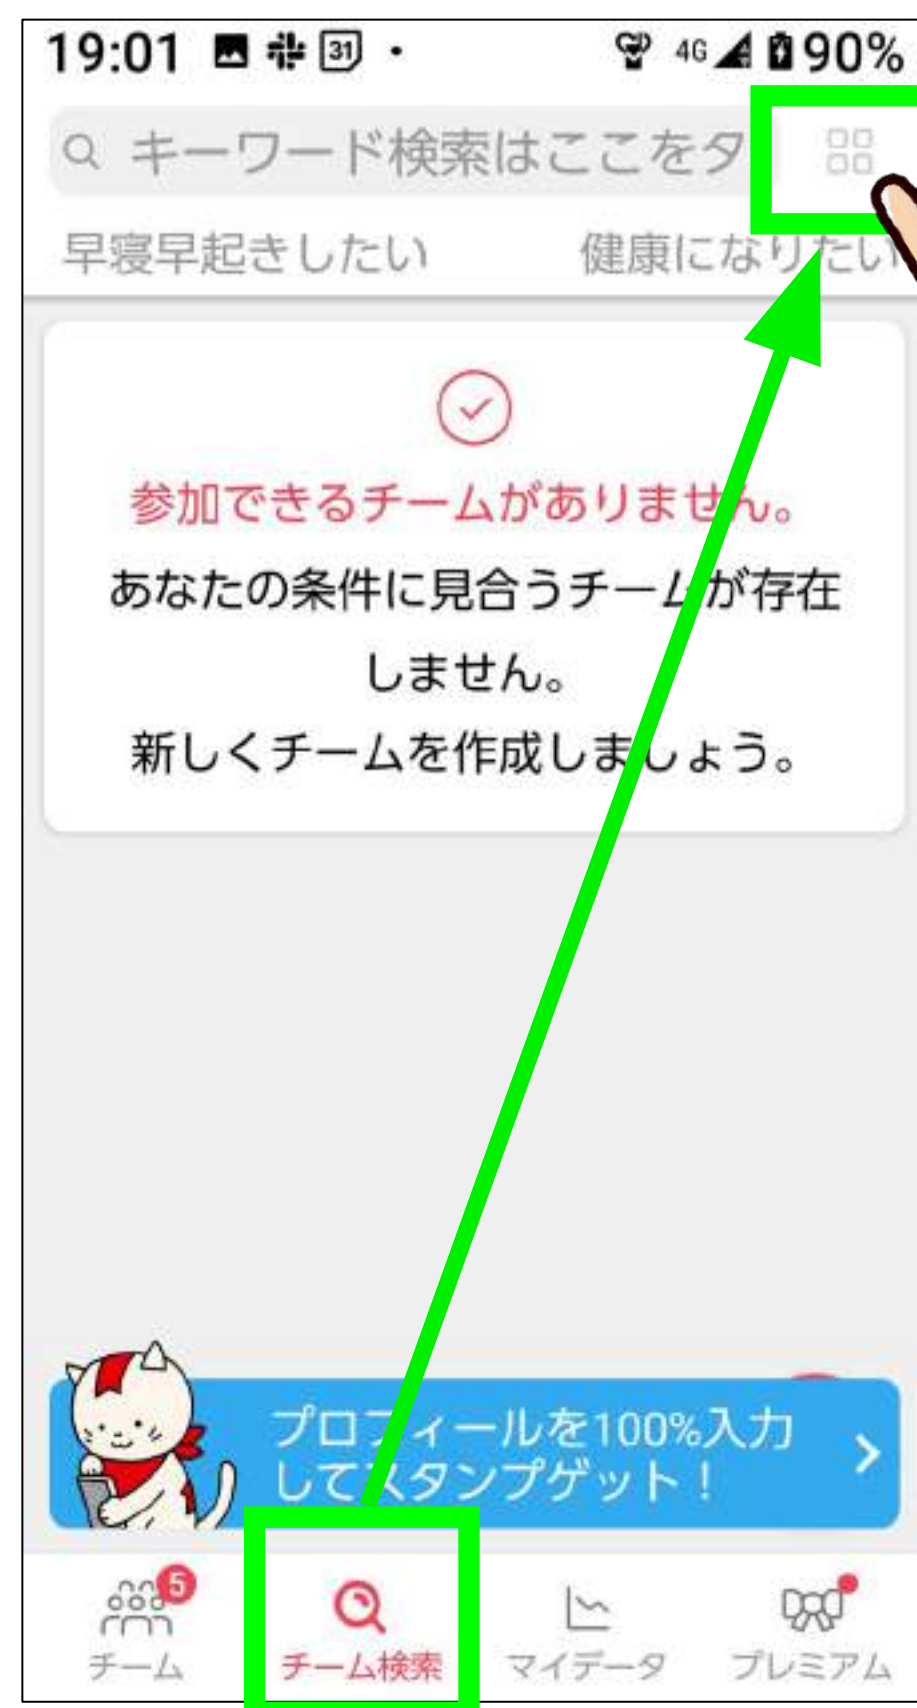 19:01 31 4G 90%
キーワード検索はここをタ
早寝早起きしたい 健康になりたい
参加できるチームがありません。
あなたの条件に見合うチームが存在
しません。
新しくチームを作成しましょう。
プロフィールを100%入力
してスタンプゲット！
5
チーム チーム検索 マイデータ プレミアム